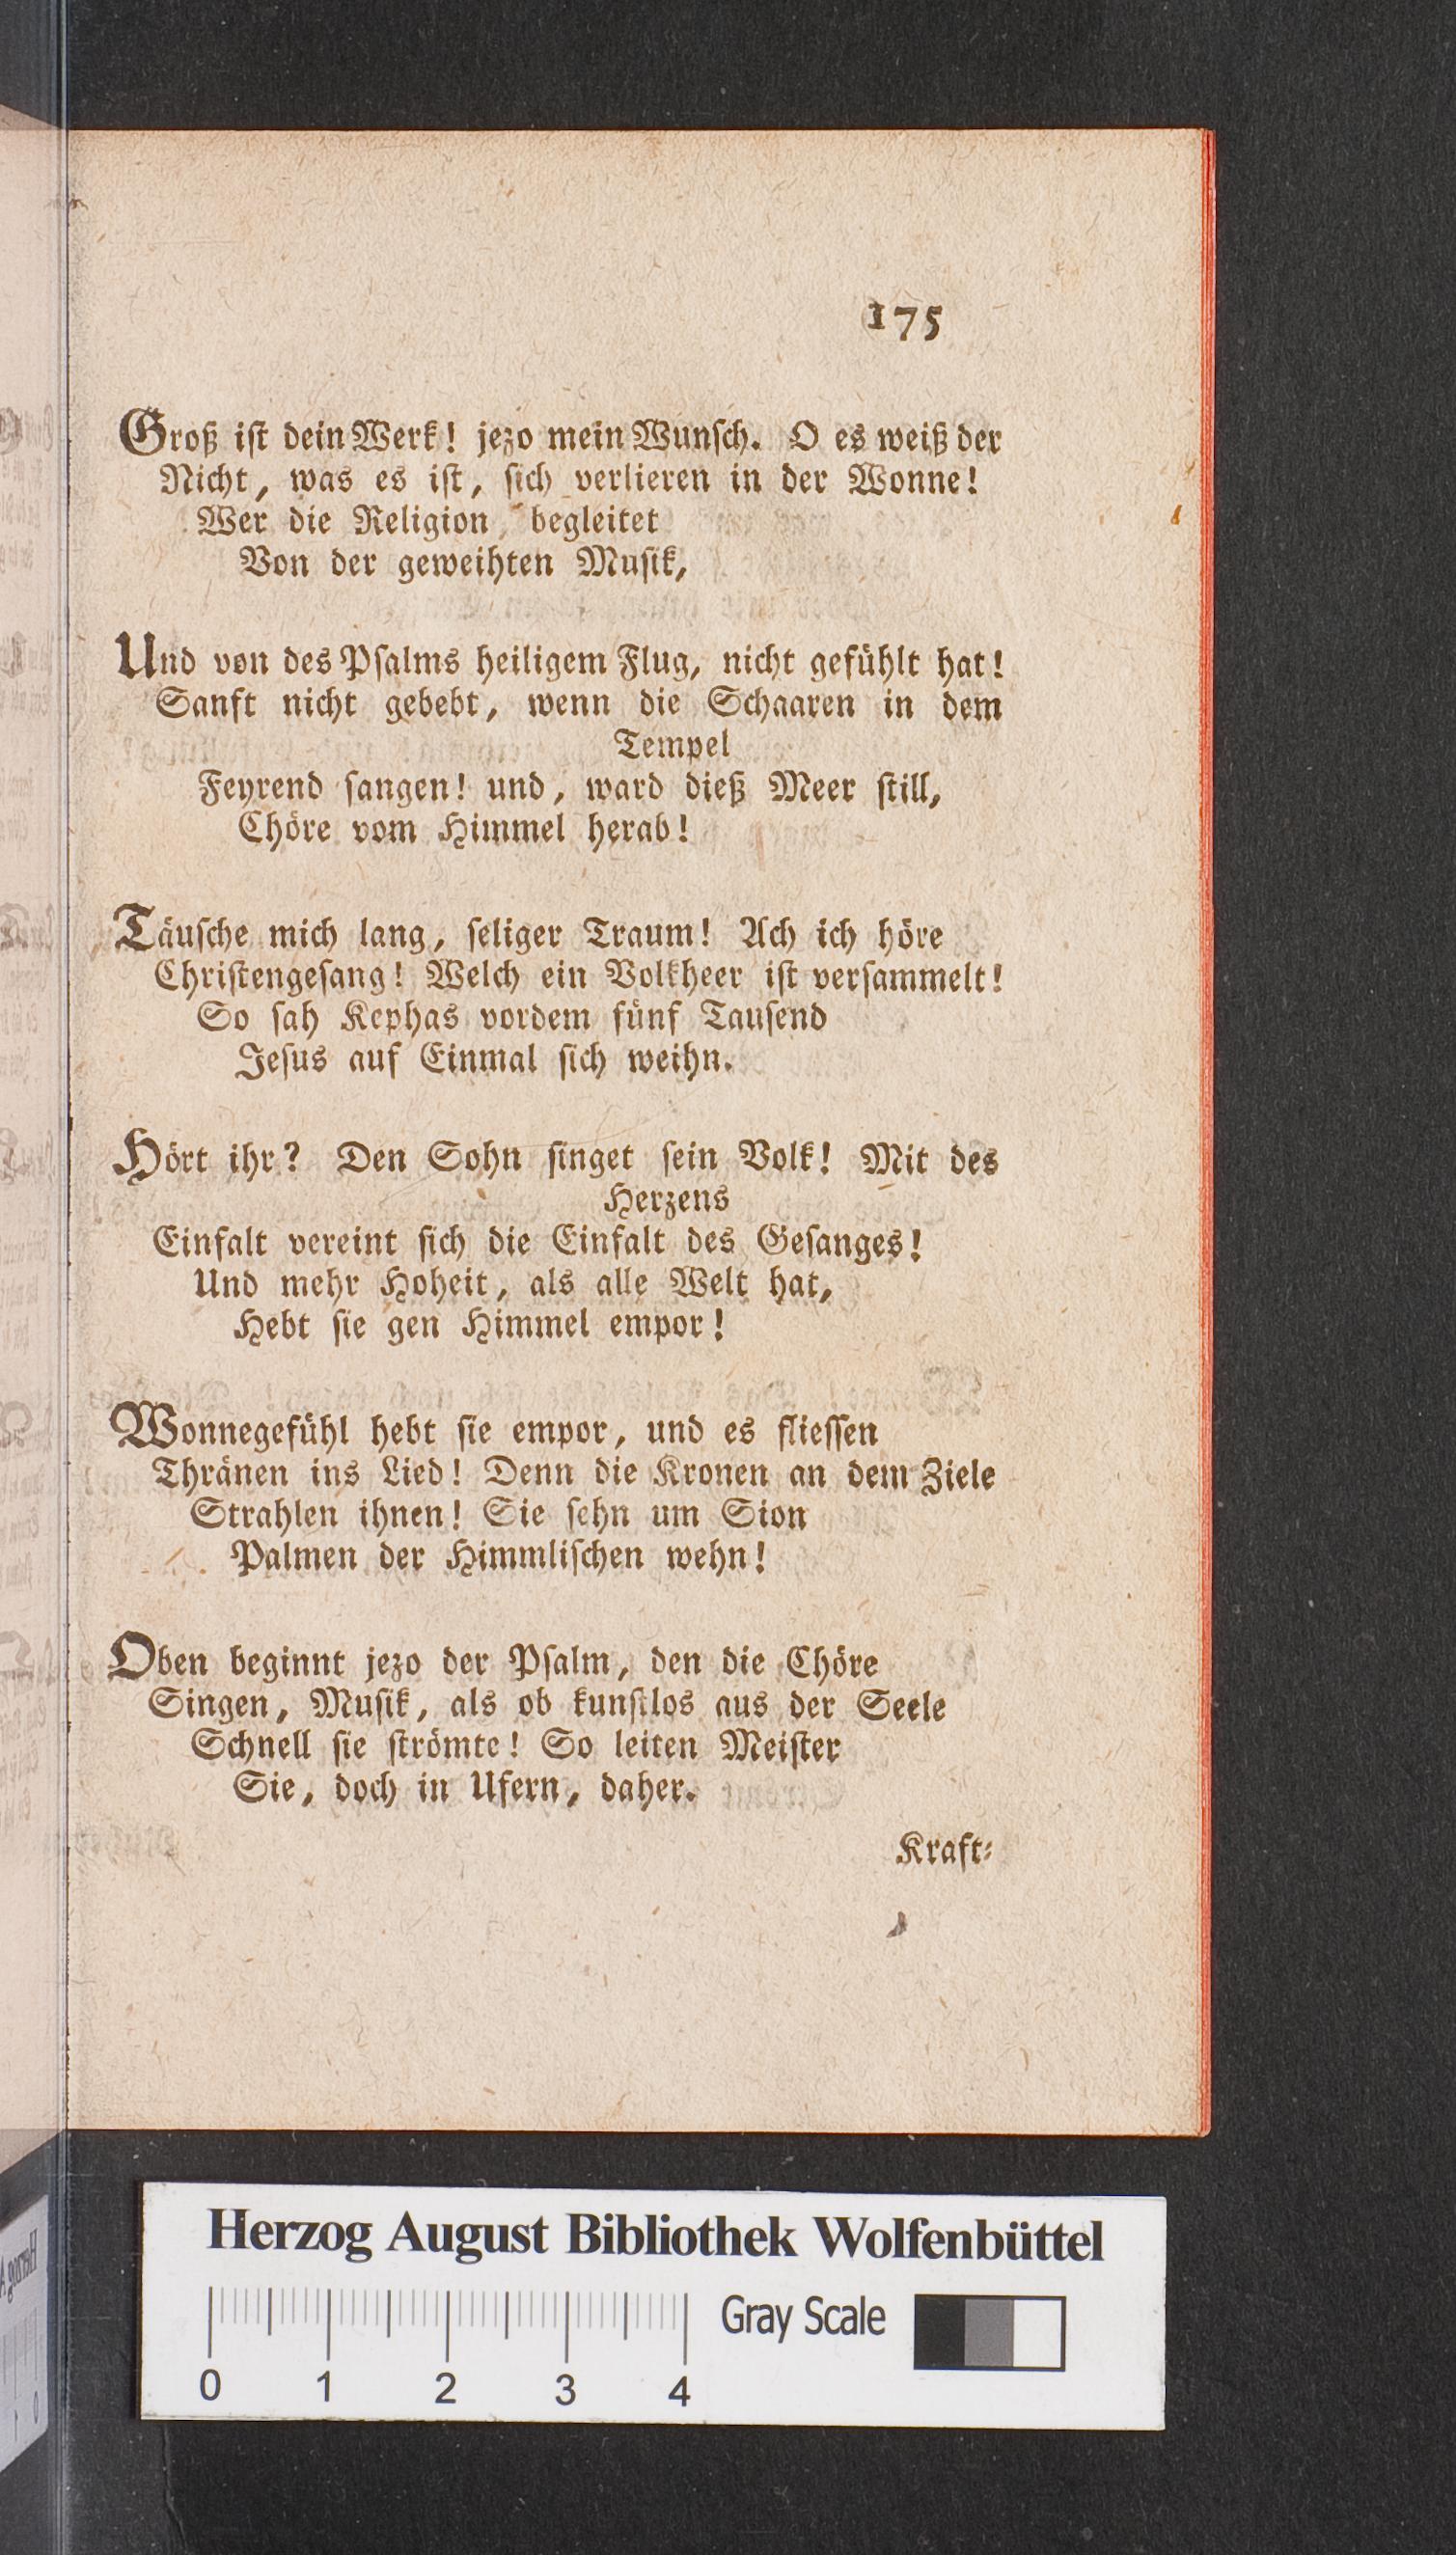 175
Groß iſt dein Werk! jezo mein Wunſch. O es weiß der
Nicht, was es iſt, ſich verlieren in der Wonne!
Wer die Religion, begleitet
Von der geweihten Muſik,
Und von des Pſalms heiligem Flug, nicht gefühlt hat!
Sanft nicht gebebt, wenn die Schaaren in dem
Tempel
Feyrend ſangen! und, ward dieß Meer ſtill,
Chöre vom Himmel herab!
Täuſche mich lang, ſeliger Traum! Ach ich höre
Chriſtengeſang! Welch ein Volkheer iſt verſammelt!
So ſah Kephas vordem fünf Tauſend
Jeſus auf Einmal ſich weihn.
Hört ihr? Den Sohn ſinget ſein Volk! Mit des
Herzens
Einfalt vereint ſich die Einfalt des Geſanges!
Und mehr Hoheit, als alle Welt hat,
Hebt ſie gen Himmel empor!
Wonnegefühl hebt ſie empor, und es flieſſen
Thränen ins Lied! Denn die Kronen an dem Ziele
Strahlen ihnen! Sie ſehn um Sion
Palmen der Himmliſchen wehn!
Oben beginnt jezo der Pſalm, den die Chöre
Singen, Muſik, als ob kunſtlos aus der Seele
Schnell ſie ſtrömte! So leiten Meiſter
Sie, doch in Ufern, daher.
Kraft⸗
Herzog August Bibliothek Wolfenbüttel
Gray Scale
0 1 2 3 4